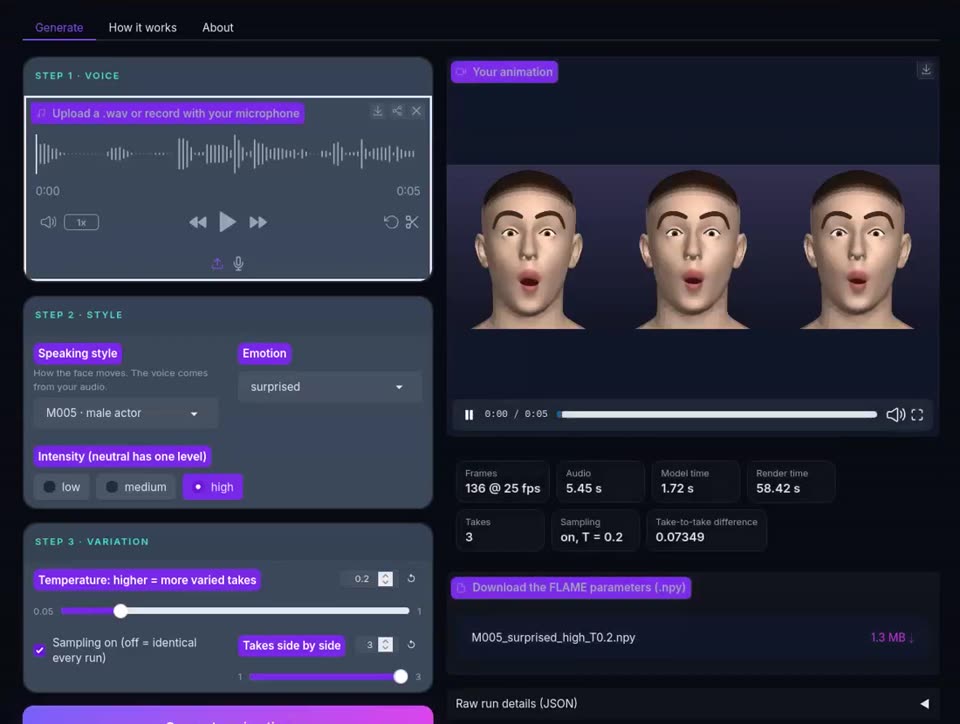 Generate How it works About
STEP 1 · VOICE
Upload a .wav or record with your microphone
0:00 0:05
1x
STEP 2 · STYLE
Speaking style
How the face moves. The voice comes
from your audio.
M005 · male actor
Emotion
surprised
Intensity (neutral has one level)
low medium high
STEP 3 · VARIATION
Temperature: higher = more varied takes 0.2
0.05 1
Sampling on (off = identical
every run)
Takes side by side 3
1 3
Your animation
0:00 / 0:05
Frames
136 @ 25 fps
Audio
5.45 s
Model time
1.72 s
Render time
58.42 s
Takes
3
Sampling
on, T = 0.2
Take-to-take difference
0.07349
Download the FLAME parameters (.npy)
M005_surprised_high_T0.2.npy 1.3 MB ↓
Raw run details (JSON)